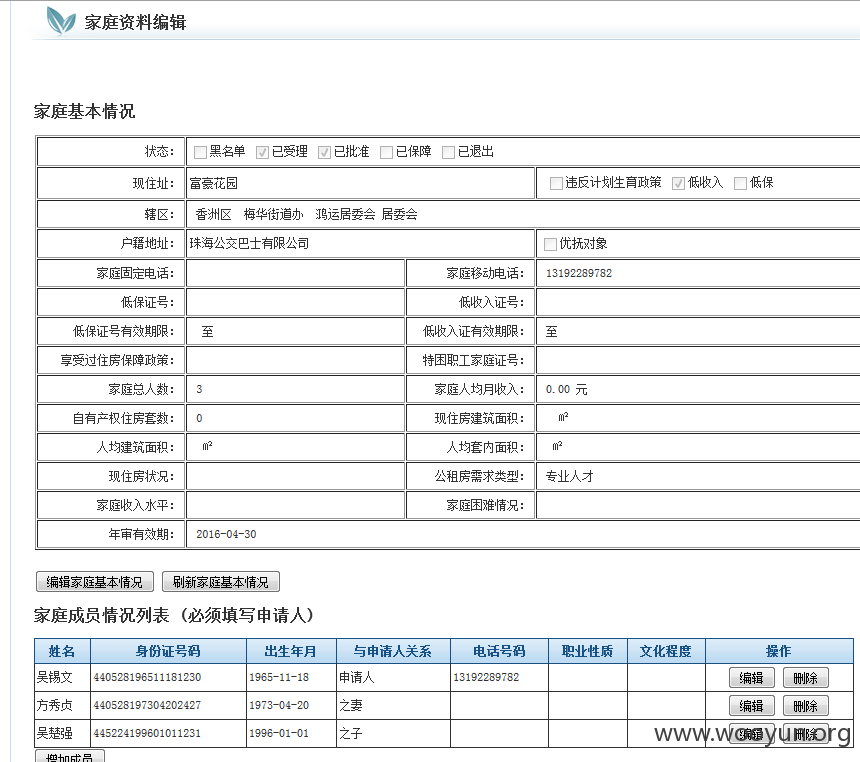 家庭资料编辑
家庭基本情况
状态： 黑名单 已受理 已批准 已保障 已退出
现住址： 富豪花园 违反计划生育政策 低收入 低保
辖区： 香洲区 梅华街道办 鸿运居委会 居委会
户籍地址： 珠海公交巴士有限公司 优抚对象
家庭固定电话： 家庭移动电话： 13192289782
低保证号： 低收入证号：
低保证号有效期限： 至 低收入证有效期限： 至
享受过住房保障政策： 特困职工家庭证号：
家庭总人数： 3 家庭人均月收入： 0.00 元
自有产权住房套数： 0 现住房建筑面积： ㎡
人均建筑面积： ㎡ 人均套内面积： ㎡
现住房状况： 公租房需求类型： 专业人才
家庭收入水平： 家庭困难情况：
年审有效期： 2016-04-30
编辑家庭基本情况 刷新家庭基本情况
家庭成员情况列表（必须填写申请人）
姓名 身份证号码 出生年月 与申请人关系 电话号码 职业性质 文化程度 操作
吴锡文 440528196511181230 1965-11-18 申请人 13192289782 编辑 删除
方秀贞 440528197304202427 1973-04-20 之妻 编辑 删除
吴楚强 445224199601011231 1996-01-01 之子 编辑 删除
www.wooyun.org
增加成员